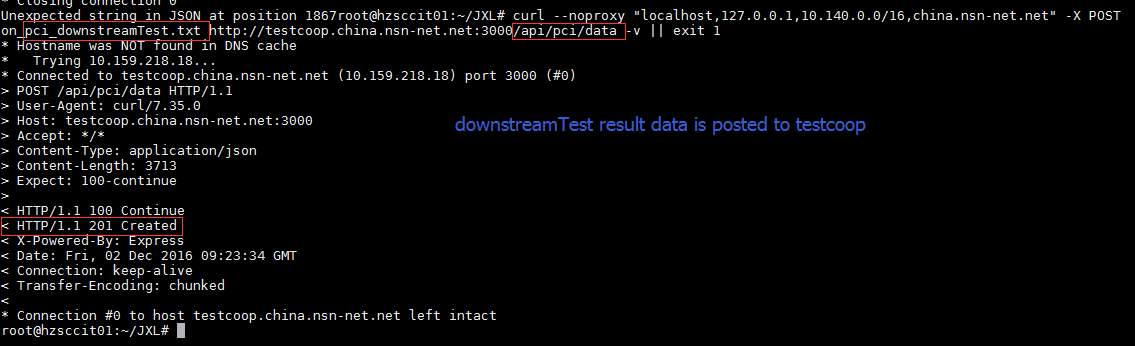 * Closing connection 0
Unexpected string in JSON at position 1867root@hzsccit01:~/JXL# curl --noproxy "localhost,127.0.0.1,10.140.0.0/16,china.nsn-net.net" -X POST
on_pci_downstreamTest.txt http://testcoop.china.nsn-net.net:3000/api/pci/data -v || exit 1
* Hostname was NOT found in DNS cache
*   Trying 10.159.218.18...
* Connected to testcoop.china.nsn-net.net (10.159.218.18) port 3000 (#0)
> POST /api/pci/data HTTP/1.1
> User-Agent: curl/7.35.0
> Host: testcoop.china.nsn-net.net:3000
downstreamTest result data is posted to testcoop
> Accept: */*
> Content-Type: application/json
> Content-Length: 3713
> Expect: 100-continue
>
< HTTP/1.1 100 Continue
< HTTP/1.1 201 Created
< X-Powered-By: Express
< Date: Fri, 02 Dec 2016 09:23:34 GMT
< Connection: keep-alive
< Transfer-Encoding: chunked
<
* Connection #0 to host testcoop.china.nsn-net.net left intact
root@hzsccit01:~/JXL#